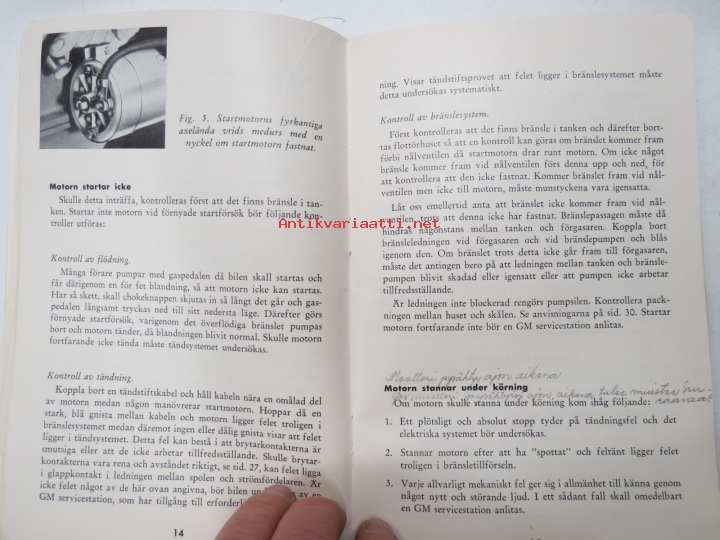 Fig. 5. Startmotorns fyrkantiga
axelända vrids medurs med en
nyckel om startmotorn fastnat.
Motorn startar icke
Skulle detta inträffa, kontrolleras först att det finns bränsle i tan-
ken. Startar inte motorn vid förnyade startförsök bör följande kon-
troller utföras:
Kontroll av flödning.
Många förare pumpar med gaspedalen då bilen skall startas och
får därigenom en för fet blandning, så att motorn icke kan startas.
Har så skett, skall chokeknappen skjutas in så långt det går och gas-
pedalen långsamt tryckas ned till sitt nedersta läge. Därefter görs
förnyade startförsök, varigenom det överflödiga bränslet pumpas
bort och motorn tänder, då blandningen blivit normal. Skulle motorn
fortfarande icke tända måste tändsystemet undersökas.
Kontroll av tändning.
Koppla bort en tändstiftskabel och håll kabeln nära en omålad del
av motorn medan någon manövrerar startmotorn. Hoppar då en
stark, blå gnista mellan kabeln och motorn ligger felet troligen i
bränslesystemet medan däremot ingen eller dålig gnista visar att felet
ligger i tändsystemet. Detta fel kan bestå i att brytarkontakterna är
smutsiga eller att de icke arbetar tillfredsställande. Skulle brytar-
kontakterna vara rena och avståndet riktigt, se sid. 27, kan felet ligga
i glappkontakt i ledningen mellan spolen och strömfördelaren. Är
icke felet något av de här ovan angivna, bör bilen en
GM servicestation, som har tillgång till
14
ning. Visar tändstiftsprovet att felet ligger i bränslesystemet måste
detta undersökas systematiskt.
Kontroll av bränslesystem.
Först kontrolleras att det finns bränsle i tanken och därefter bort-
tas flottörhuset så att en kontroll kan göras om bränslet kommer fram
förbi nålventilen då startmotorn drar runt motorn. Om icke något
bränsle kommer fram vid nålventilen förs denna upp och ned, för
att kontrollera att den icke fastnat. Kommer bränslet fram vid nål-
ventilen men icke till motorn, måste munstyckena vara igensatta.
Låt oss emellertid anta att bränslet icke kommer fram vid nål-
ventilen, trots att denna icke har fastnat. Bränslepassagen måste då
hindras någonstans mellan tanken och förgasaren. Koppla bort
bränsleledningen vid förgasaren och vid bränslepumpen och blås
igenom den. Om bränslet trots detta icke går fram till förgasaren,
måste det antingen bero på att ledningen mellan tanken och bränsle-
pumpen blivit skadad eller igensatt eller att pumpen icke arbetar
tillfredsställande.
Är ledningen inte blockerad rengörs pumpsilen. Kontrollera pack-
ningen mellan huset och skålen. Se anvisningarna på sid. 30. Startar
motorn fortfarande inte bör en GM servicestation anlitas.
Moottori pysähtyy ajon aikana
Motorn stannar under körning
ajon aikana tulee muistaa
Om motorn skulle stanna under körning kom ihåg följande:
1. Ett plötsligt och absolut stopp tyder på tändningsfel och det
elektriska systemet bör undersökas.
2. Stannar motorn efter att ha "spottat" och feltänt ligger felet
troligen i bränsletillförseln.
3. Varje allvarligt mekaniskt fel ger sig i allmänhet till känna genom
något nytt och störande ljud. I ett sådant fall skall omedelbart
en GM servicestation anlitas.
Antikvariaatti.net